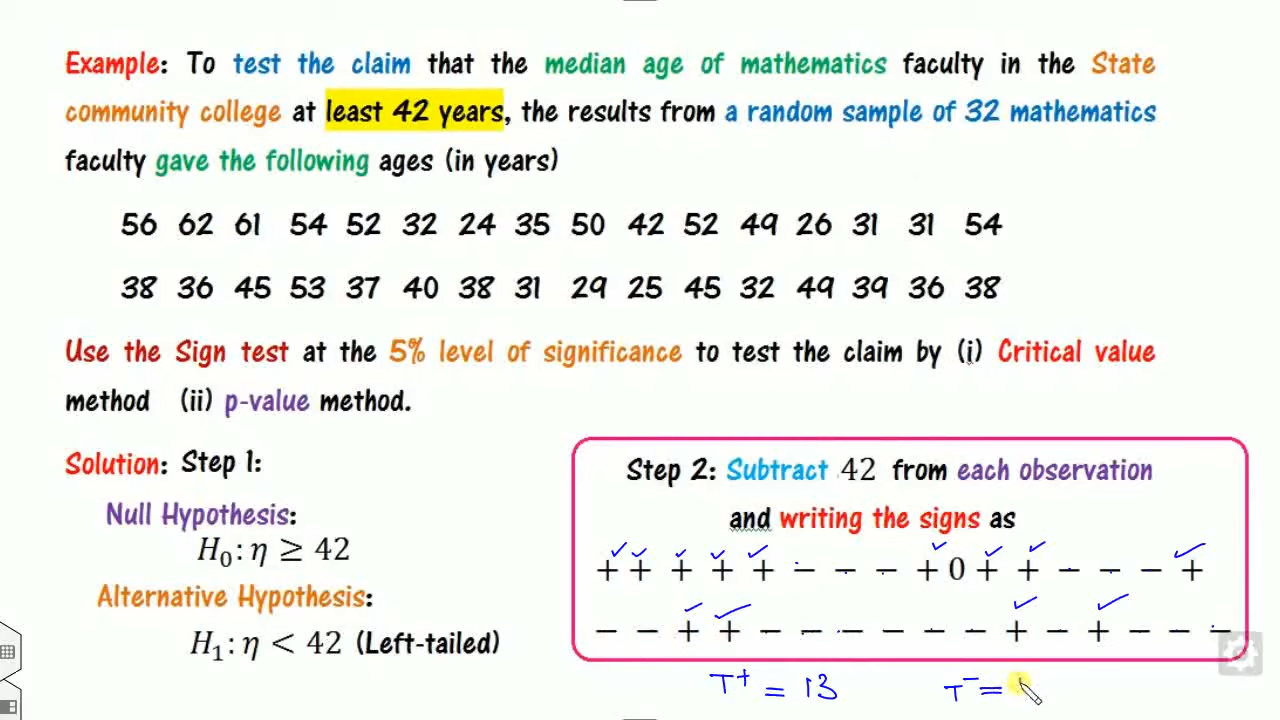 Example: To test the claim that the median age of mathematics faculty in the State
community college at least 42 years, the results from a random sample of 32 mathematics
faculty gave the following ages (in years)
56 62 61 54 52 32 24 35 50 42 52 49 26 31 31 54
38 36 45 53 37 40 38 31 29 25 45 32 49 39 36 38
Use the Sign test at the 5% level of significance to test the claim by (i) Critical value
method (ii) p-value method.
Solution: Step 1:
Null Hypothesis:
H₀: η ≥ 42
Alternative Hypothesis:
H₁: η < 42 (Left-tailed)
Step 2: Subtract 42 from each observation
and writing the signs as
+ + + + + − − − + 0 + + − − − +
− − + + − − − − − − + − + − − −
T⁺ = 13 T⁻ =